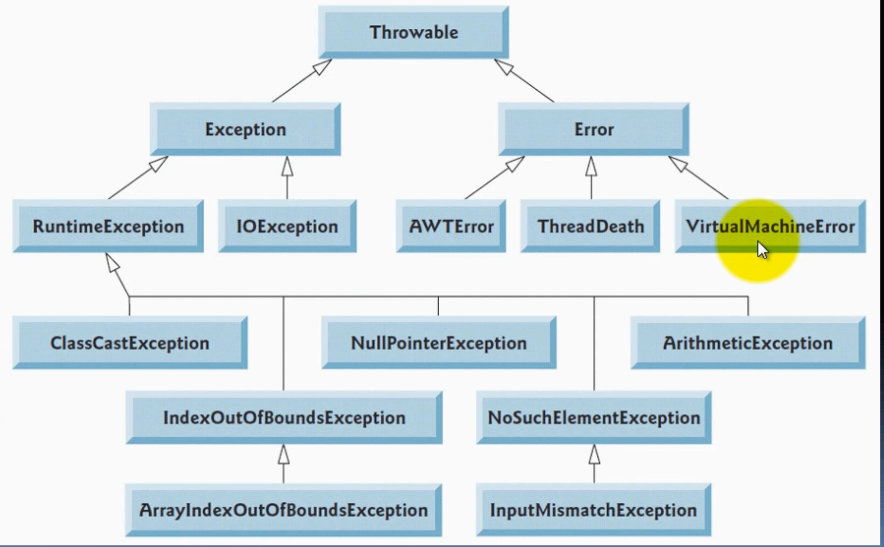 Throwable
Exception
Error
RuntimeException
IOException
AWTError
ThreadDeath
VirtualMachineError
ClassCastException
NullPointerException
ArithmeticException
IndexOutOfBoundsException
NoSuchElementException
ArrayIndexOutOfBoundsException
InputMismatchException